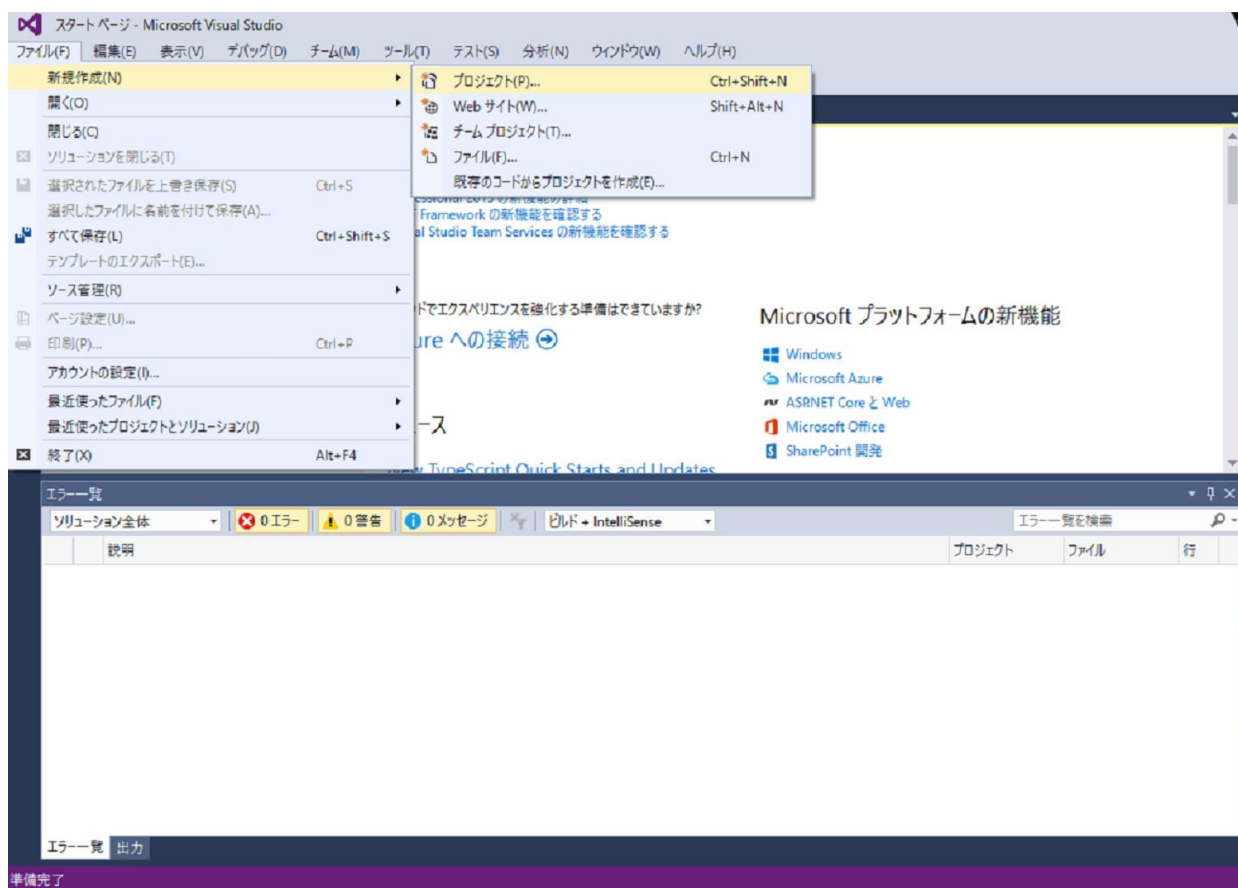 スタート ページ - Microsoft Visual Studio
ファイル(F) 編集(E) 表示(V) デバッグ(D) チーム(M) ツール(T) テスト(S) 分析(N) ウィンドウ(W) ヘルプ(H)
新規作成(N)
開く(O)
閉じる(C)
ソリューションを閉じる(T)
選択されたファイルを上書き保存(S) Ctrl+S
選択したファイルに名前を付けて保存(A)...
すべて保存(L) Ctrl+Shift+S
テンプレートのエクスポート(E)...
ソース管理(R)
ページ設定(U)...
印刷(P)... Ctrl+P
アカウントの設定(I)...
最近使ったファイル(F)
最近使ったプロジェクトとソリューション(J)
終了(X) Alt+F4
プロジェクト(P)... Ctrl+Shift+N
Web サイト(W)... Shift+Alt+N
チーム プロジェクト(T)...
ファイル(F)... Ctrl+N
既存のコードからプロジェクトを作成(E)...
Framework の新機能を確認する
al Studio Team Services の新機能を確認する
ドでエクスペリエンスを強化する準備はできていますか?
ure への接続
ース
New TypeScript Quick Starts and Updates
Microsoft プラットフォームの新機能
Windows
Microsoft Azure
ASP.NET Core と Web
Microsoft Office
SharePoint 開発
エラー一覧
ソリューション全体 0 エラー 0 警告 0 メッセージ ビルド + IntelliSense エラー一覧を検索
説明 プロジェクト ファイル 行
エラー一覧 出力
準備完了